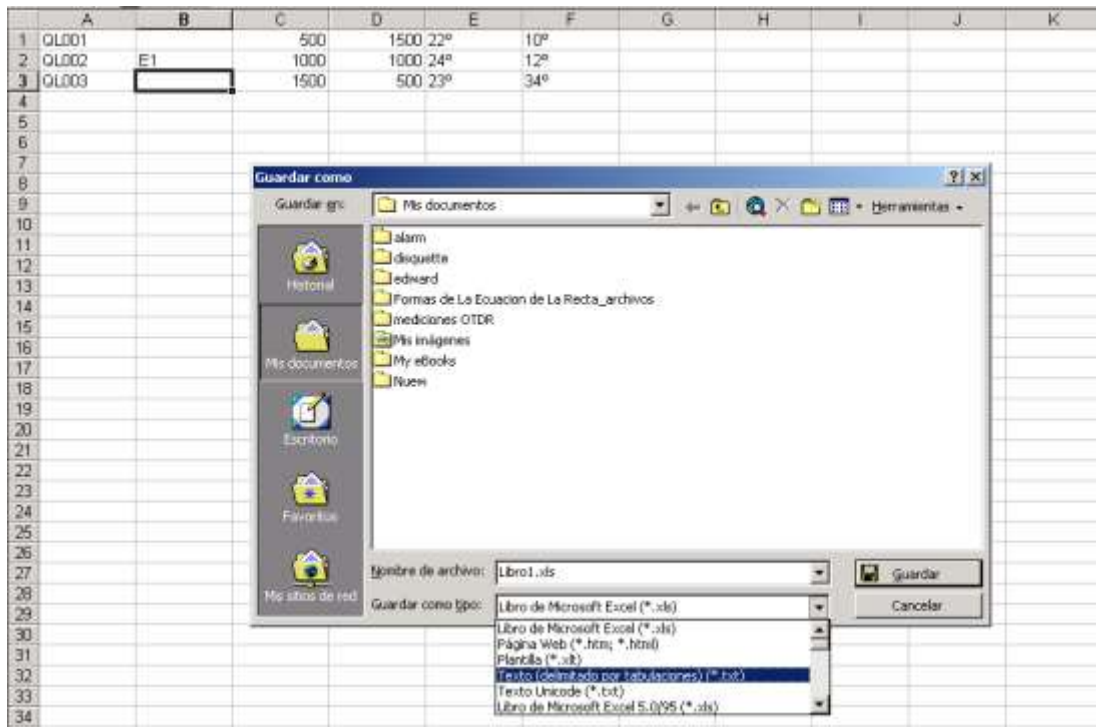 A B C D E F G H I J K
1 QL001 500 1500 22º 10º
2 QL002 E1 1000 1000 24º 12º
3 QL003 1500 500 23º 34º
4
5
6
7
8
9
10
11
12
13
14
15
16
17
18
19
20
21
22
23
24
25
26
27
28
29
30
31
32
33
34
Guardar como
Guardar en: Mis documentos Herramientas
Historial
Mis documentos
Escritorio
Favoritos
Mis sitios de red
alarm
disquette
edward
Formas de La Ecuacion de La Recta_archivos
mediciones OTDR
Mis imágenes
My eBooks
Nombre de archivo: Libro1.xls Guardar
Guardar como tipo: Libro de Microsoft Excel (*.xls) Cancelar
Libro de Microsoft Excel (*.xls)
Página Web (*.htm; *.html)
Plantilla (*.xlt)
Texto (delimitado por tabulaciones) (*.txt)
Texto Unicode (*.txt)
Libro de Microsoft Excel 5.0/95 (*.xls)